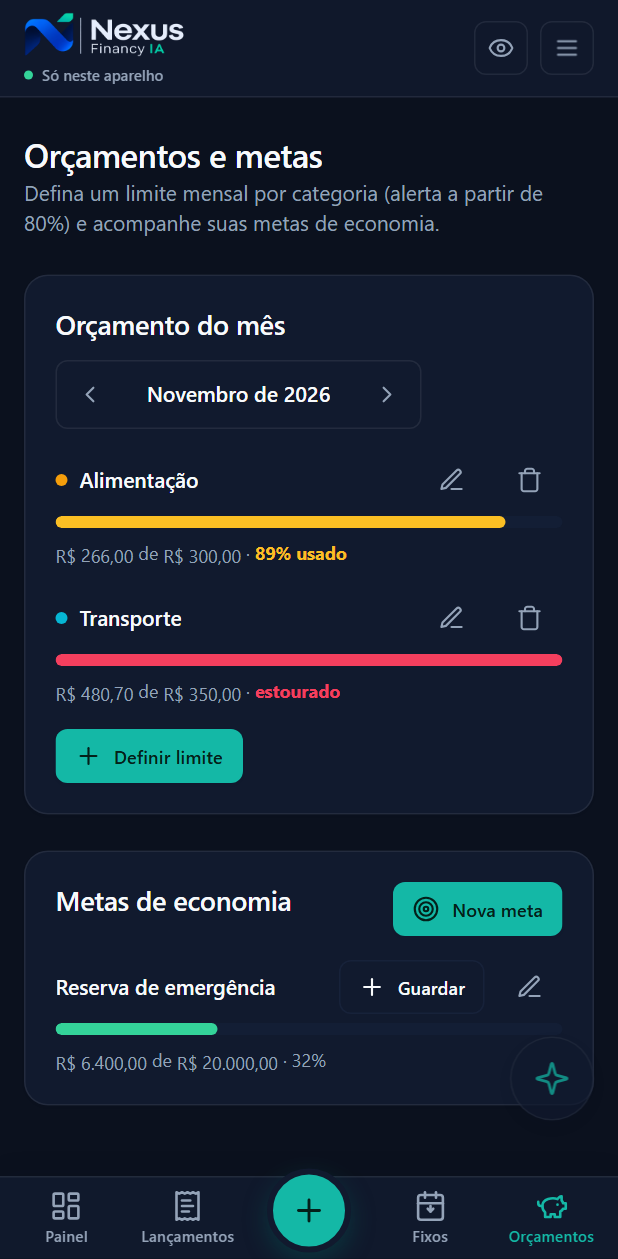 Nexus
Financy IA
Só neste aparelho
Orçamentos e metas
Defina um limite mensal por categoria (alerta a partir de
80%) e acompanhe suas metas de economia.
Orçamento do mês
Novembro de 2026
Alimentação
R$ 266,00 de R$ 300,00 · 89% usado
Transporte
R$ 480,70 de R$ 350,00 · estourado
Definir limite
Metas de economia
Nova meta
Reserva de emergência
Guardar
R$ 6.400,00 de R$ 20.000,00 · 32%
Painel
Lançamentos
Fixos
Orçamentos